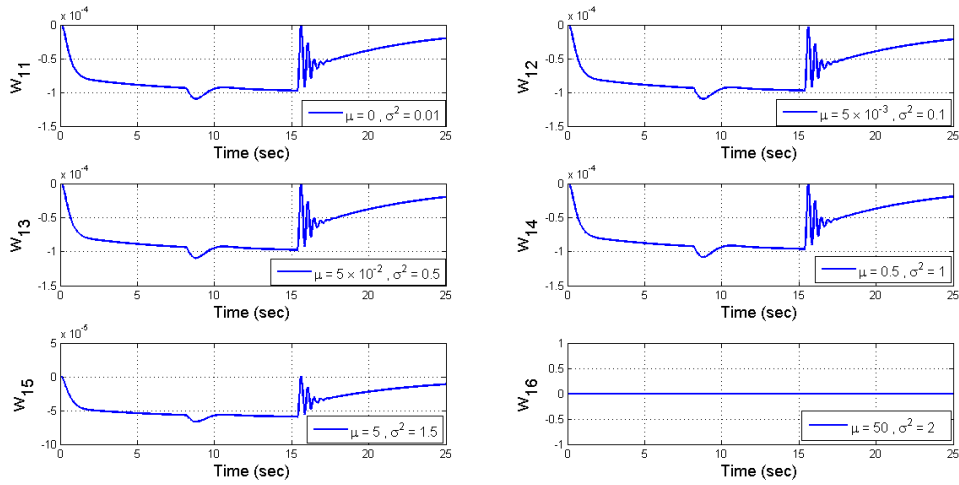 × 10⁻⁴
0
-0.5
-1
-1.5
W₁₁
μ = 0 , σ² = 0.01
0 5 10 15 20 25
Time (sec)
× 10⁻⁴
0
-0.5
-1
-1.5
W₁₂
μ = 5 × 10⁻³ , σ² = 0.1
0 5 10 15 20 25
Time (sec)
× 10⁻⁴
0
-0.5
-1
-1.5
W₁₃
μ = 5 × 10⁻² , σ² = 0.5
0 5 10 15 20 25
Time (sec)
× 10⁻⁴
0
-0.5
-1
-1.5
W₁₄
μ = 0.5 , σ² = 1
0 5 10 15 20 25
Time (sec)
× 10⁻⁵
5
0
-5
-10
W₁₅
μ = 5 , σ² = 1.5
0 5 10 15 20 25
Time (sec)
1
0.5
0
-0.5
-1
W₁₆
μ = 50 , σ² = 2
0 5 10 15 20 25
Time (sec)